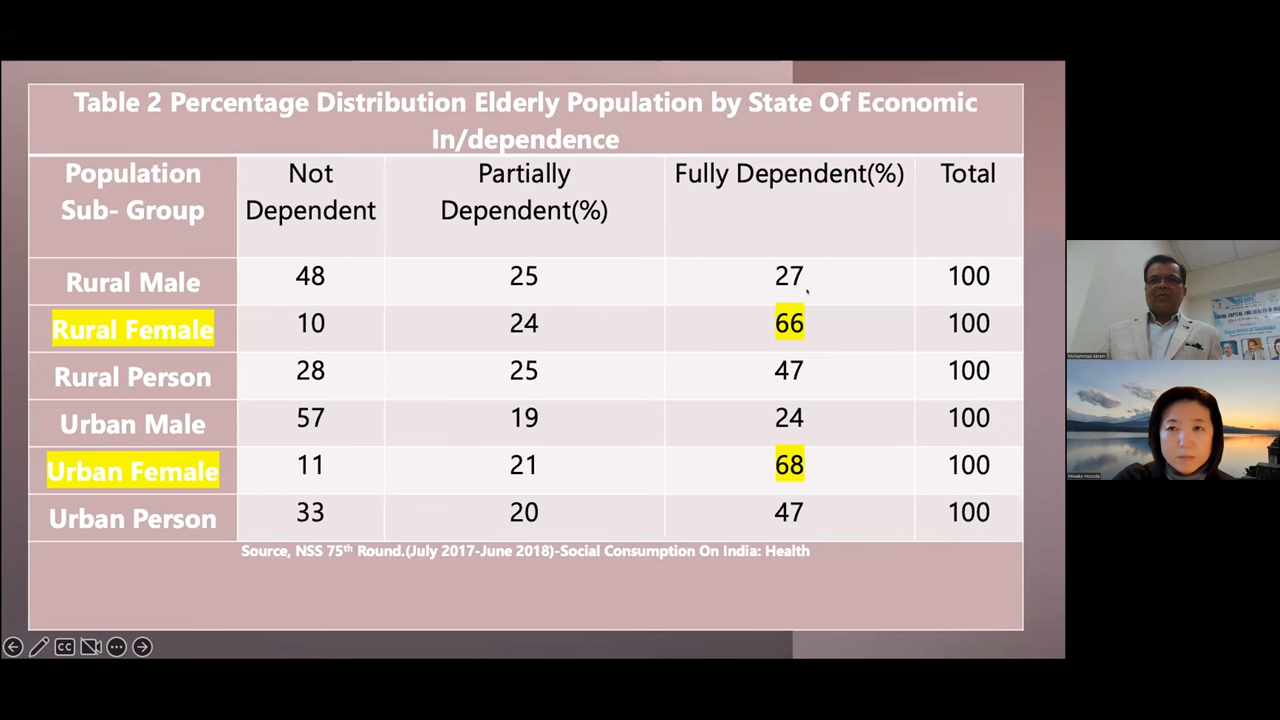 Table 2 Percentage Distribution Elderly Population by State Of Economic
In/dependence
Population
Sub- Group
Not
Dependent
Partially
Dependent(%)
Fully Dependent(%)
Total
Rural Male 48 25 27 100
Rural Female 10 24 66 100
Rural Person 28 25 47 100
Urban Male 57 19 24 100
Urban Female 11 21 68 100
Urban Person 33 20 47 100
Source, NSS 75th Round.(July 2017-June 2018)-Social Consumption On India: Health
CC
Mohammad Akram